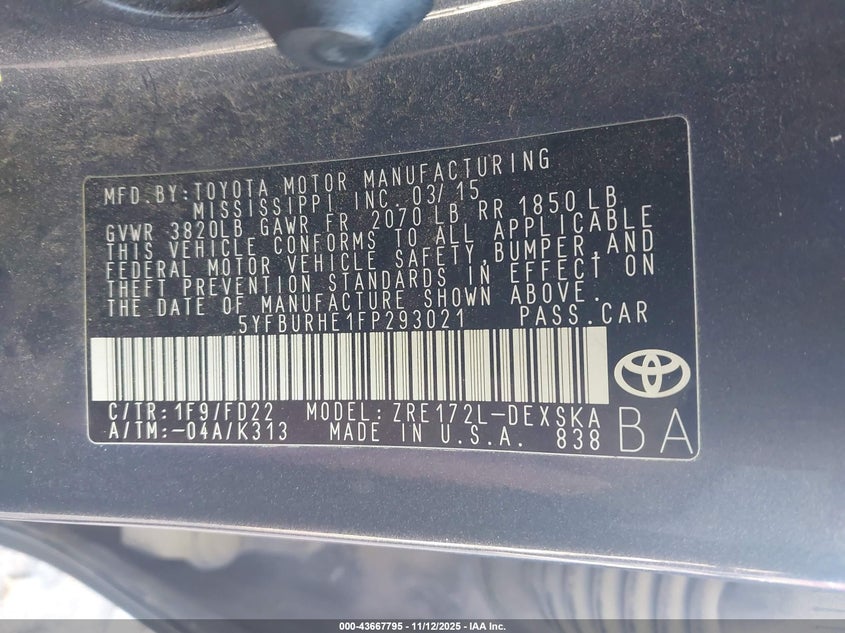 MFD.BY:TOYOTA MOTOR MANUFACTURING
MISSISSIPPI INC. 03/15
GVWR 3820LB GAWR FR 2070LB RR 1850LB
THIS VEHICLE CONFORMS TO ALL APPLICABLE
FEDERAL MOTOR VEHICLE SAFETY,BUMPER,AND
THEFT PREVENTION STANDARDS IN EFFECT ON
THE DATE OF MANUFACTURE SHOWN ABOVE.
5YFBURHE1FP293021 PASS.CAR
C/TR:1F9/FD22 MODEL:ZRE172L-DEXSKA
A/TM:-04A/K313 MADE IN U.S.A. 838
BA
000-43667795 - 11/12/2025 - IAA Inc.